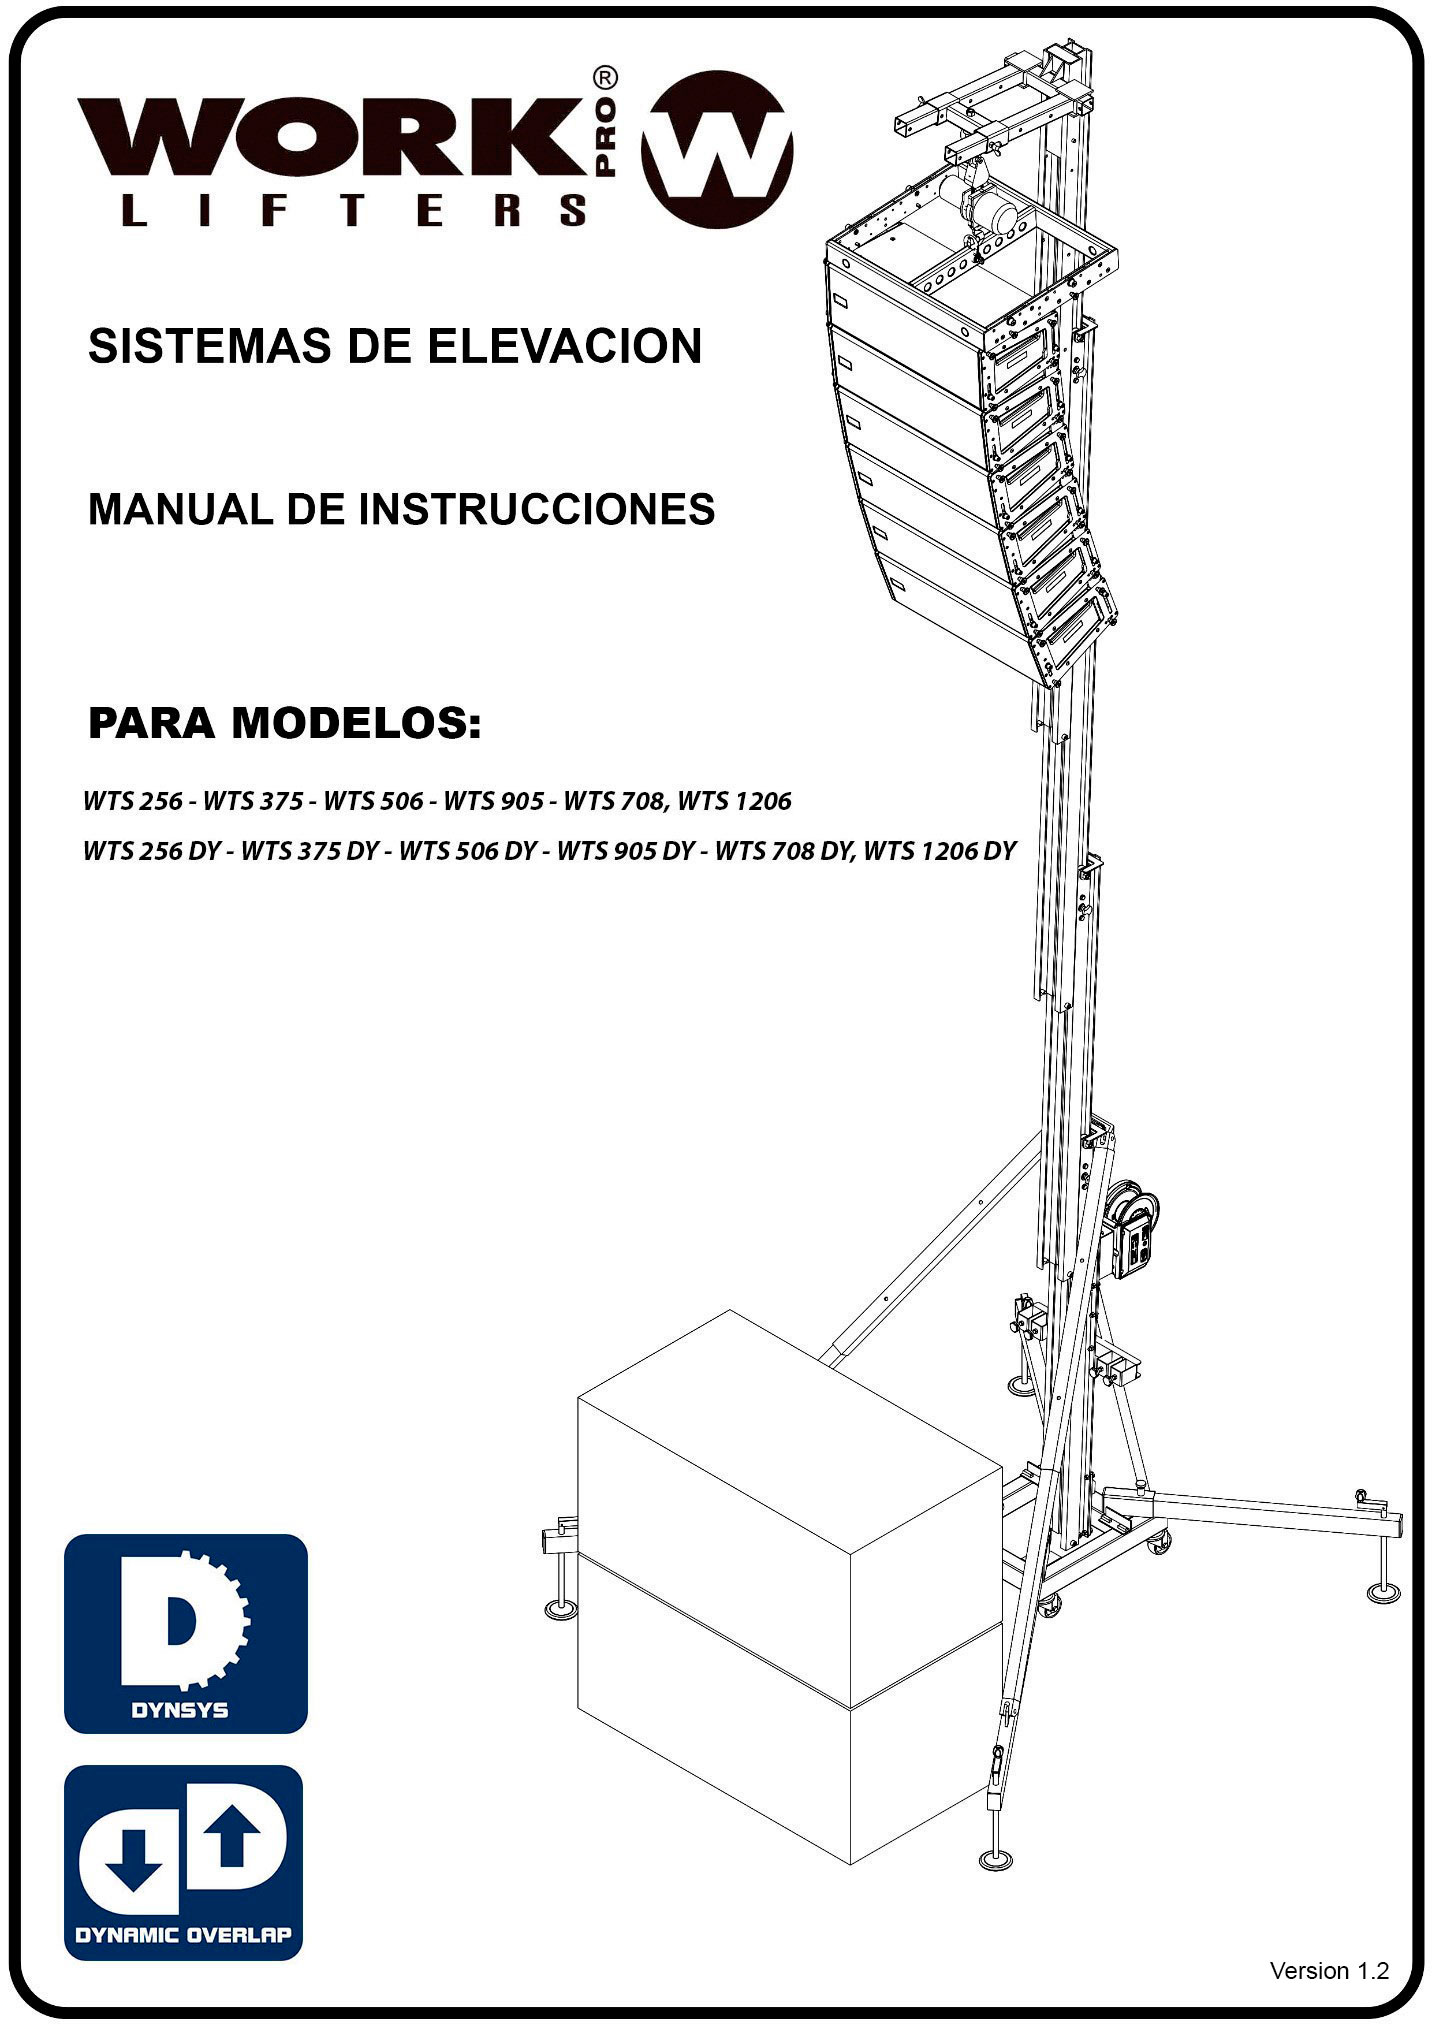 WORK PRO® W
LIFTERS
SISTEMAS DE ELEVACION
MANUAL DE INSTRUCCIONES
PARA MODELOS:
WTS 256 - WTS 375 - WTS 506 - WTS 905 - WTS 708, WTS 1206
WTS 256 DY - WTS 375 DY - WTS 506 DY - WTS 905 DY - WTS 708 DY, WTS 1206 DY
D
DYNSYS
DYNAMIC OVERLAP
Version 1.2